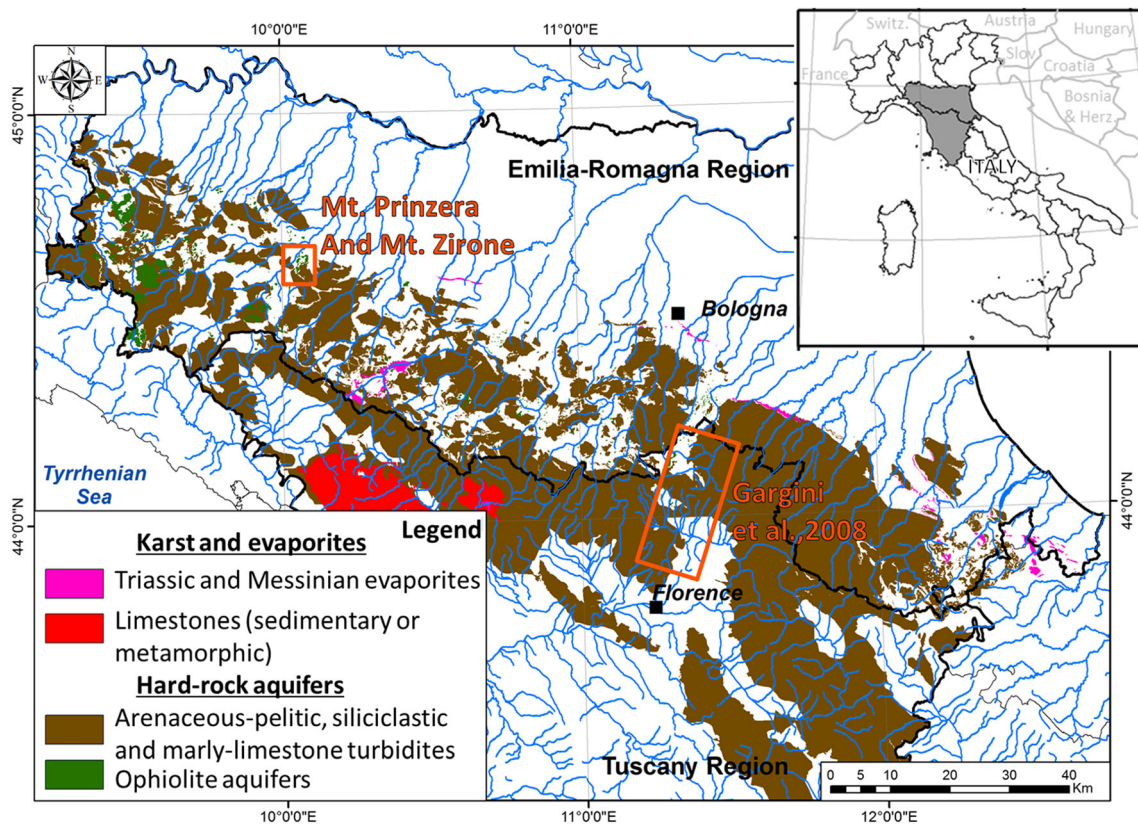 10°0'0"E
11°0'0"E
Switz.
Austria
Hungary
Slov.
Croatia
France
Bosnia
& Herz.
ITALY
N
W
E
S
45°0'0"N
Emilia-Romagna Region
Mt. Prinzera
And Mt. Zirone
Bologna
Tyrrhenian
Sea
44°0'0"N
44°0'0"N
Gargini
et al, 2008
Florence
Legend
Karst and evaporites
Triassic and Messinian evaporites
Limestones (sedimentary or
metamorphic)
Hard-rock aquifers
Arenaceous-pelitic, siliciclastic
and marly-limestone turbidites
Ophiolite aquifers
Tuscany Region
0 5 10 20 30 40
Km
10°0'0"E
11°0'0"E
12°0'0"E